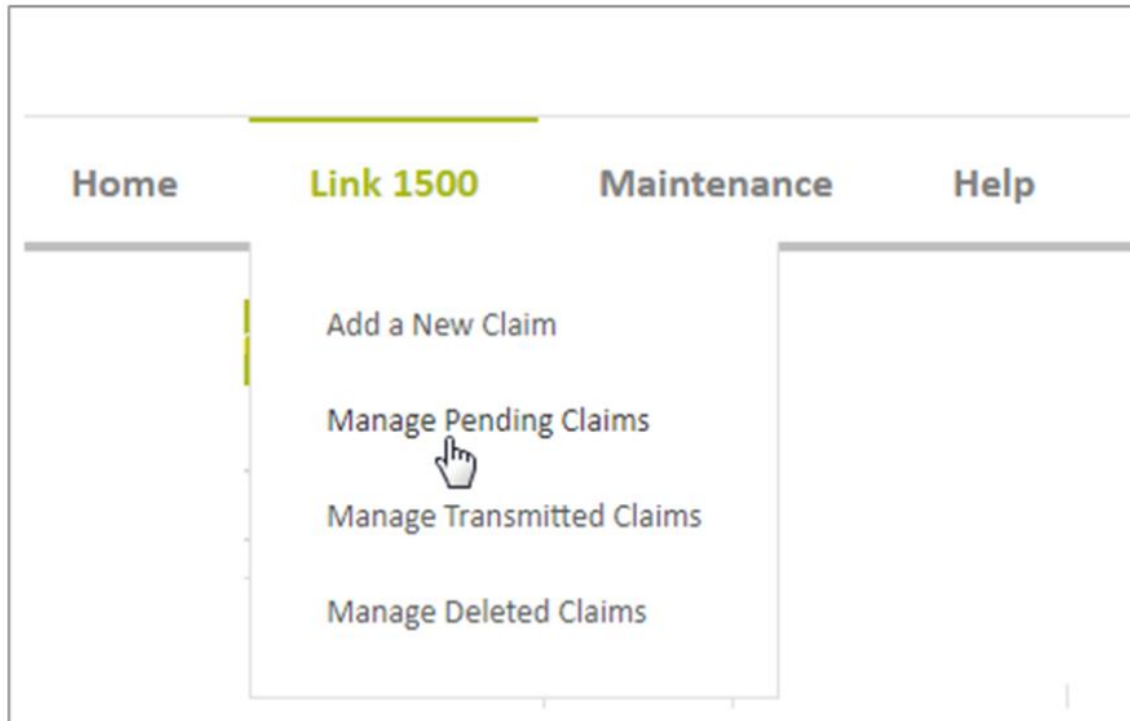 Home Link 1500 Maintenance Help
Add a New Claim
Manage Pending Claims
Manage Transmitted Claims
Manage Deleted Claims